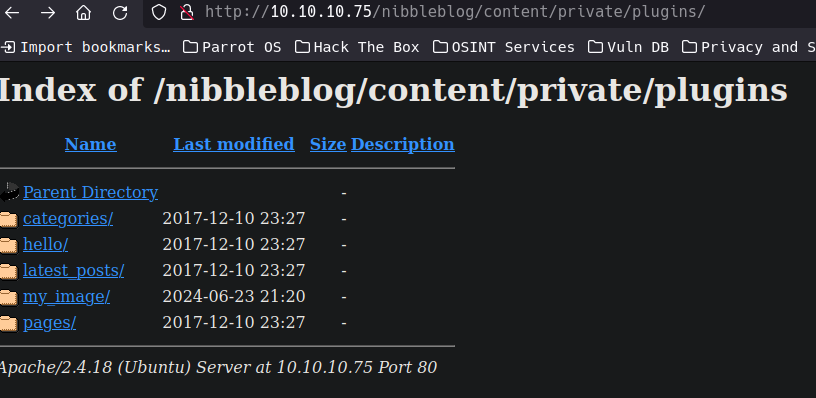 http://10.10.10.75/nibbleblog/content/private/plugins/
Import bookmarks… Parrot OS Hack The Box OSINT Services Vuln DB Privacy and S
Index of /nibbleblog/content/private/plugins
Name Last modified Size Description
Parent Directory -
categories/ 2017-12-10 23:27 -
hello/ 2017-12-10 23:27 -
latest_posts/ 2017-12-10 23:27 -
my_image/ 2024-06-23 21:20 -
pages/ 2017-12-10 23:27 -
Apache/2.4.18 (Ubuntu) Server at 10.10.10.75 Port 80